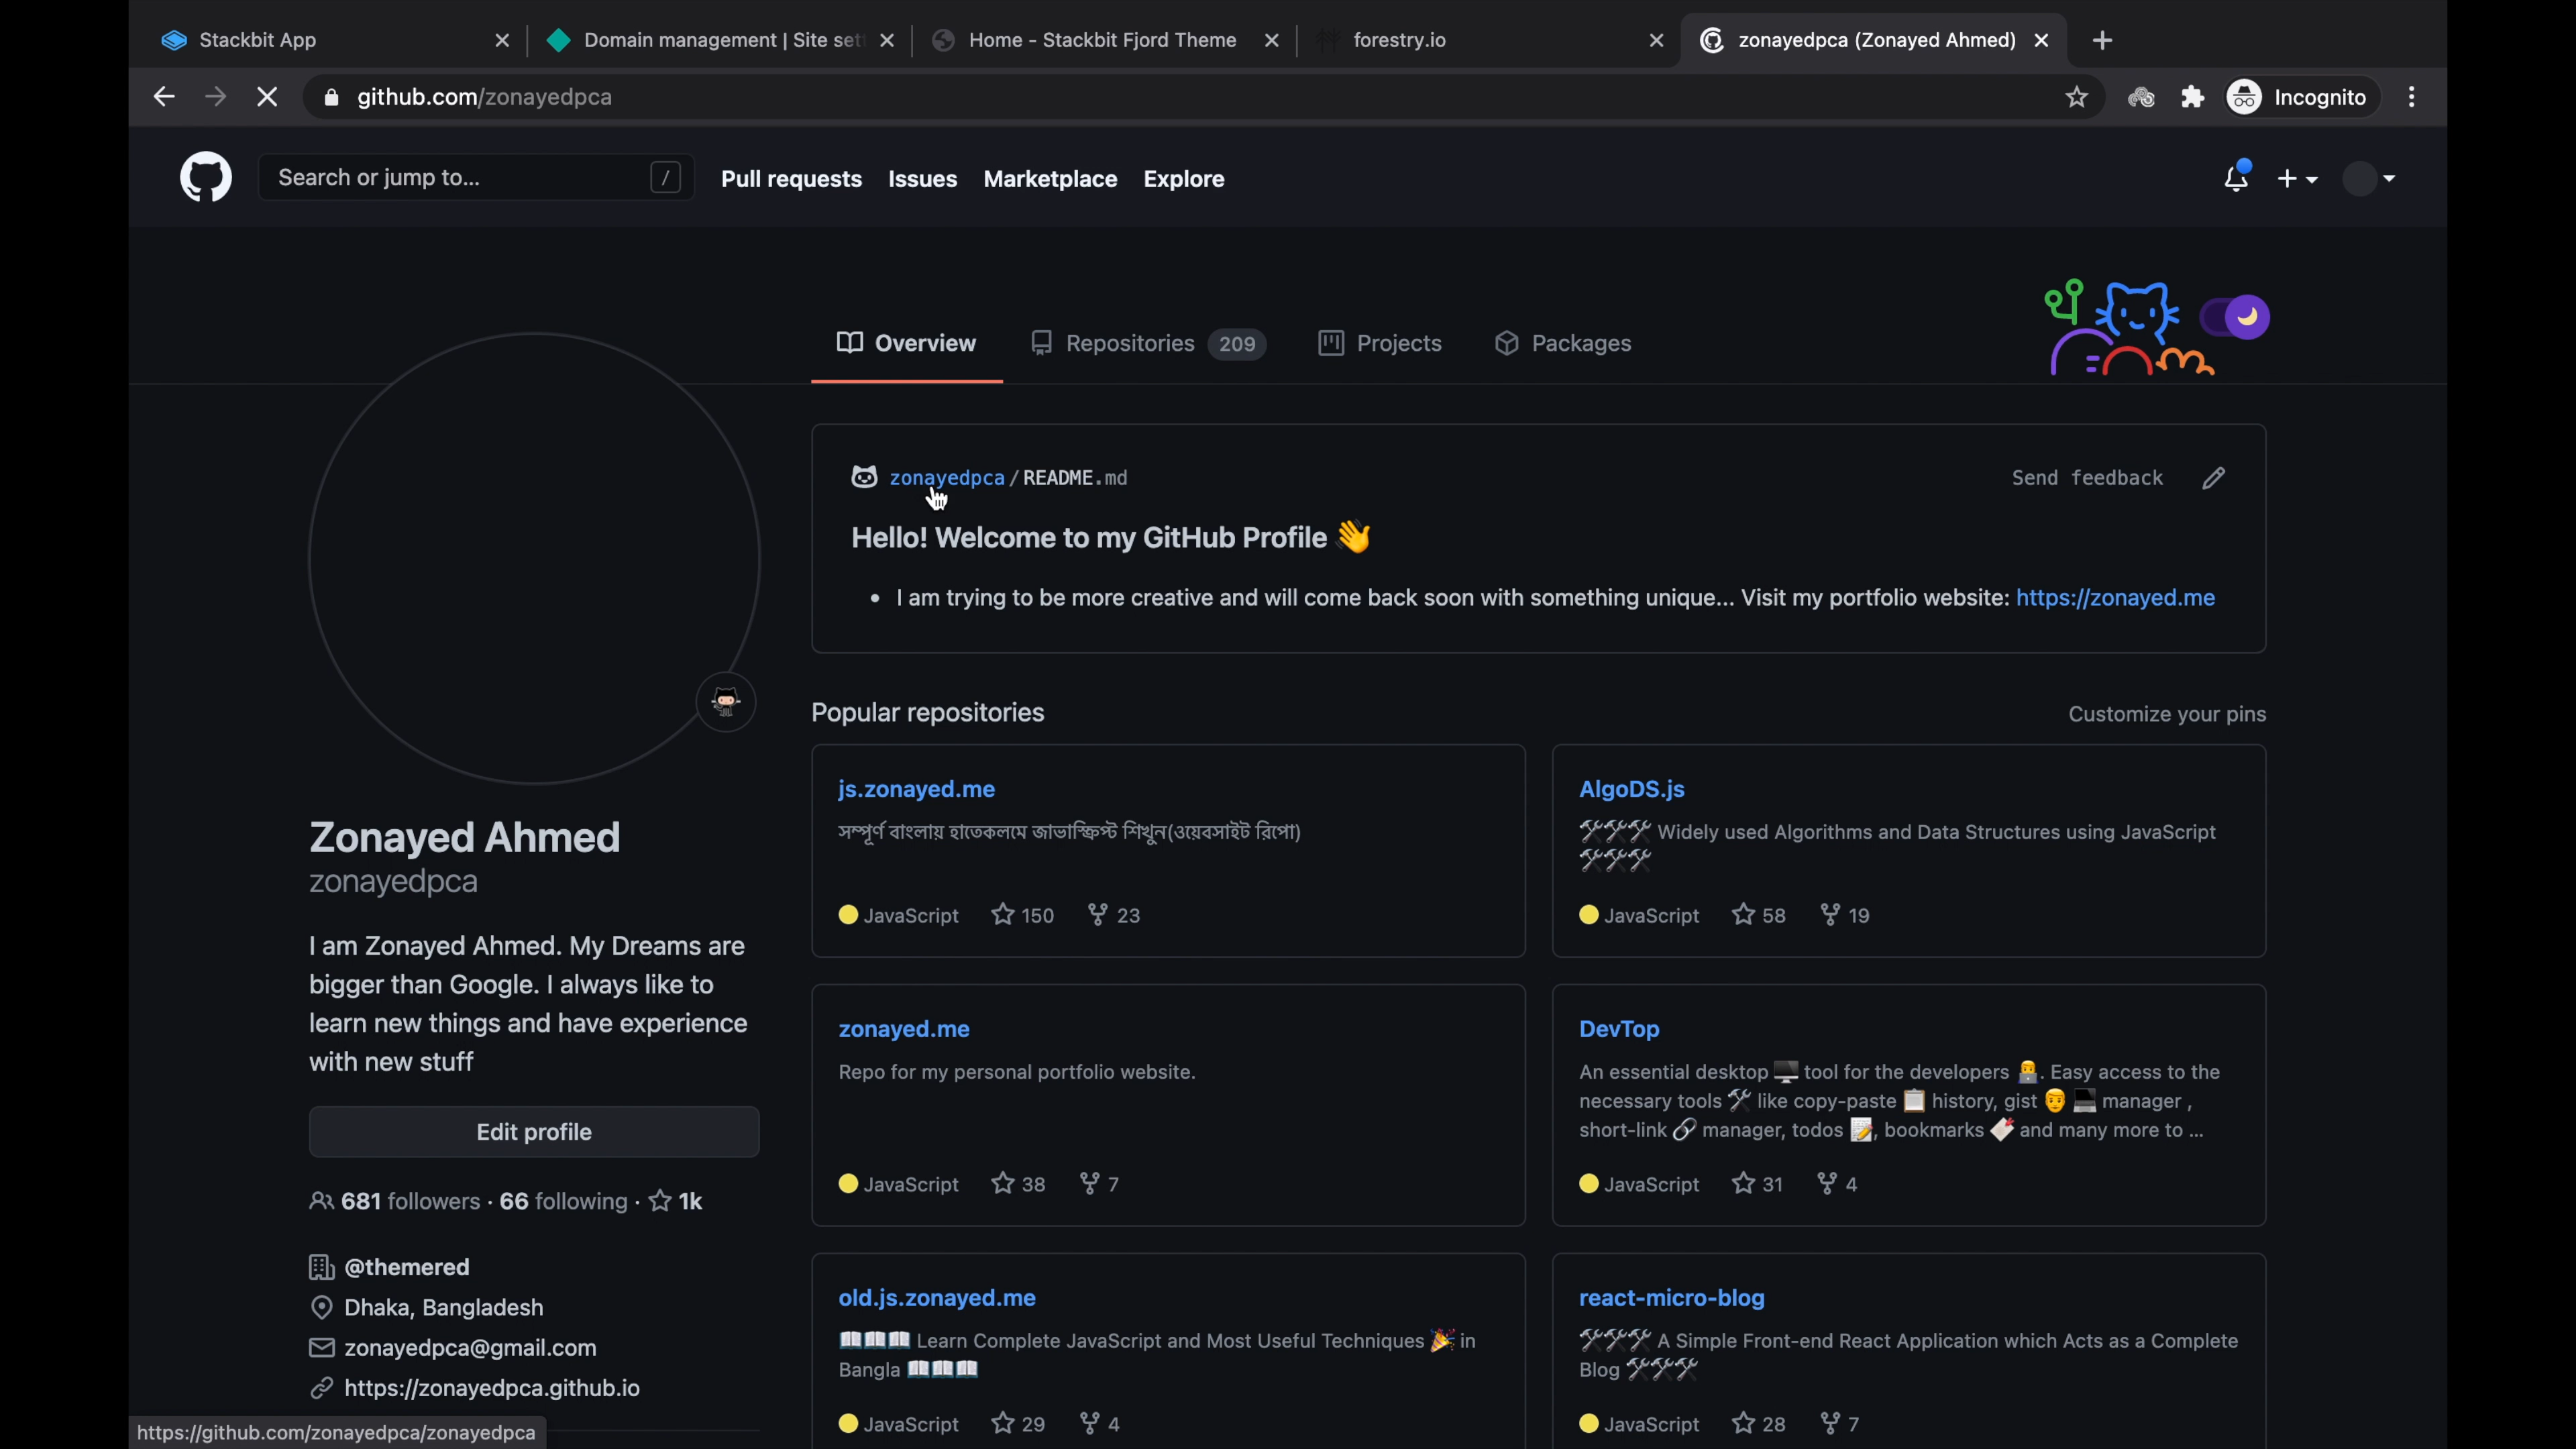 Stackbit App
Domain management | Site sett
Home - Stackbit Fjord Theme
forestry.io
zonayedpca (Zonayed Ahmed)
github.com/zonayedpca
Incognito
Search or jump to...
/
Pull requests
Issues
Marketplace
Explore
Overview
Repositories 209
Projects
Packages
zonayedpca/README.md
Send feedback
Hello! Welcome to my GitHub Profile 👋
• I am trying to be more creative and will come back soon with something unique... Visit my portfolio website: https://zonayed.me
Zonayed Ahmed
zonayedpca
I am Zonayed Ahmed. My Dreams are
bigger than Google. I always like to
learn new things and have experience
with new stuff
Edit profile
681 followers · 66 following · 1k
@themered
Dhaka, Bangladesh
zonayedpca@gmail.com
https://zonayedpca.github.io
Popular repositories
Customize your pins
js.zonayed.me
সম্পূর্ণ বাংলায় হাতেকলমে জাভাস্ক্রিপ্ট শিখুন(ওয়েবসাইট রিপো)
JavaScript 150 23
AlgoDS.js
🛠🛠🛠 Widely used Algorithms and Data Structures using JavaScript
🛠🛠🛠
JavaScript 58 19
zonayed.me
Repo for my personal portfolio website.
JavaScript 38 7
DevTop
An essential desktop 🖥 tool for the developers 👨‍💻. Easy access to the
necessary tools 🛠 like copy-paste 📋 history, gist 👨‍💻 manager ,
short-link 🔗 manager, todos 📝, bookmarks 🔖 and many more to ...
JavaScript 31 4
old.js.zonayed.me
📖📖📖 Learn Complete JavaScript and Most Useful Techniques 🎉 in
Bangla 📖📖📖
JavaScript 29 4
react-micro-blog
🛠🛠🛠 A Simple Front-end React Application which Acts as a Complete
Blog 🛠🛠🛠
JavaScript 28 7
https://github.com/zonayedpca/zonayedpca